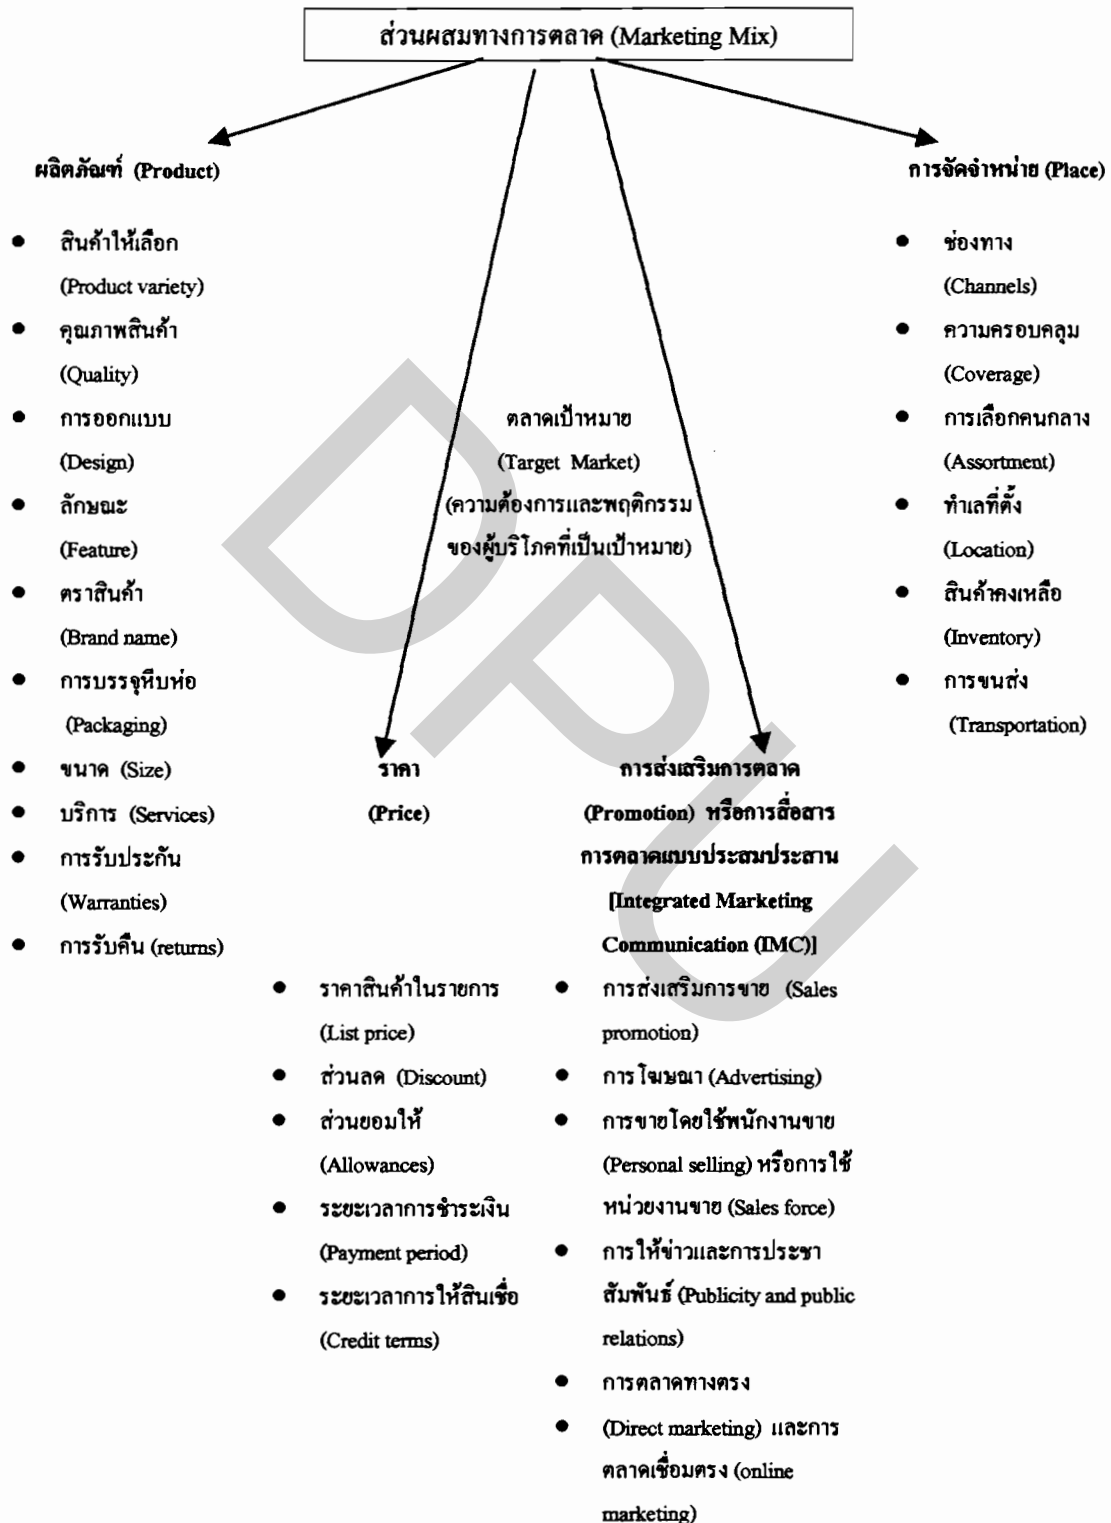 ส่วนผสมทางการตลาด (Marketing Mix)
ผลิตภัณฑ์ (Product)
● สินค้าให้เลือก
(Product variety)
● คุณภาพสินค้า
(Quality)
● การออกแบบ
(Design)
● ลักษณะ
(Feature)
● ตราสินค้า
(Brand name)
● การบรรจุหีบห่อ
(Packaging)
● ขนาด (Size)
● บริการ (Services)
● การรับประกัน
(Warranties)
● การรับคืน (returns)
ตลาดเป้าหมาย
(Target Market)
(ความต้องการและพฤติกรรม
ของผู้บริโภคที่เป็นเป้าหมาย)
การจัดจำหน่าย (Place)
● ช่องทาง
(Channels)
● ความครอบคลุม
(Coverage)
● การเลือกคนกลาง
(Assortment)
● ทำเลที่ตั้ง
(Location)
● สินค้าคงเหลือ
(Inventory)
● การขนส่ง
(Transportation)
ราคา
(Price)
● ราคาสินค้าในรายการ
(List price)
● ส่วนลด (Discount)
● ส่วนยอมให้
(Allowances)
● ระยะเวลาการชำระเงิน
(Payment period)
● ระยะเวลาการให้สินเชื่อ
(Credit terms)
การส่งเสริมการตลาด
(Promotion) หรือการสื่อสาร
การตลาดแบบประสมประสาน
[Integrated Marketing
Communication (IMC)]
● การส่งเสริมการขาย (Sales
promotion)
● การโฆษณา (Advertising)
● การขายโดยใช้พนักงานขาย
(Personal selling) หรือการใช้
หน่วยงานขาย (Sales force)
● การให้ข่าวและการประชา
สัมพันธ์ (Publicity and public
relations)
● การตลาดทางตรง
● (Direct marketing) และการ
ตลาดเชื่อมตรง (online
marketing)
DPU